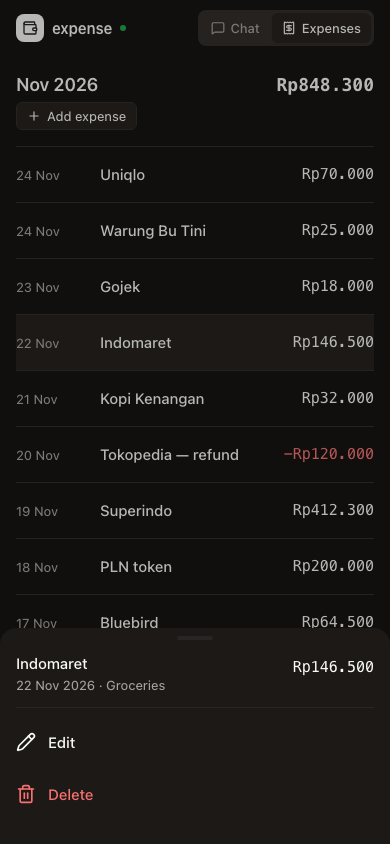 expense
Chat
Expenses
Nov 2026 Rp848.300
+ Add expense
24 Nov Uniqlo Rp70.000
24 Nov Warung Bu Tini Rp25.000
23 Nov Gojek Rp18.000
22 Nov Indomaret Rp146.500
21 Nov Kopi Kenangan Rp32.000
20 Nov Tokopedia — refund −Rp120.000
19 Nov Superindo Rp412.300
18 Nov PLN token Rp200.000
17 Nov Bluebird Rp64.500
Indomaret Rp146.500
22 Nov 2026 · Groceries
Edit
Delete